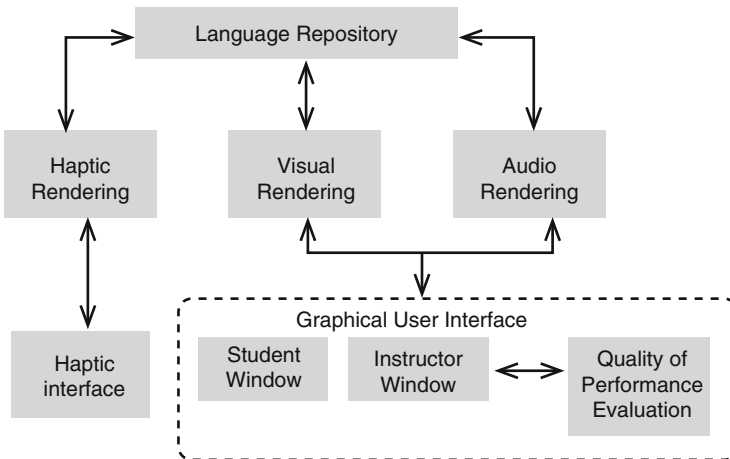 Language Repository
Haptic
Rendering
Visual
Rendering
Audio
Rendering
Haptic
interface
Graphical User Interface
Student
Window
Instructor
Window
Quality of
Performance
Evaluation